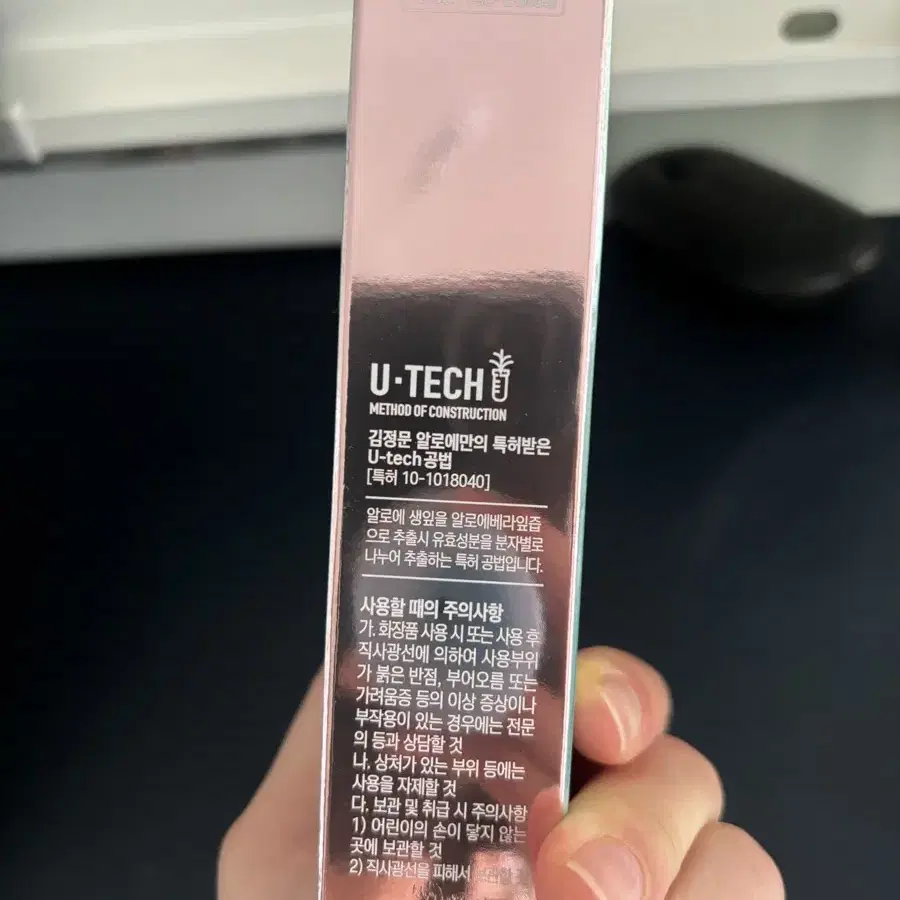 U·TECH
METHOD OF CONSTRUCTION
김정문 알로에만의 특허받은
U-tech공법
[특허 10-1018040]
알로에 생잎을 알로에베라잎즙
으로 추출시 유효성분을 분자별로
나누어 추출하는 특허 공법입니다.
사용할 때의 주의사항
가. 화장품 사용 시 또는 사용 후
직사광선에 의하여 사용부위
가 붉은 반점, 부어오름 또는
가려움증 등의 이상 증상이나
부작용이 있는 경우에는 전문
의 등과 상담할 것
나. 상처가 있는 부위 등에는
사용을 자제할 것
다. 보관 및 취급 시 주의사항
1) 어린이의 손이 닿지 않는
곳에 보관할 것
2) 직사광선을 피해서